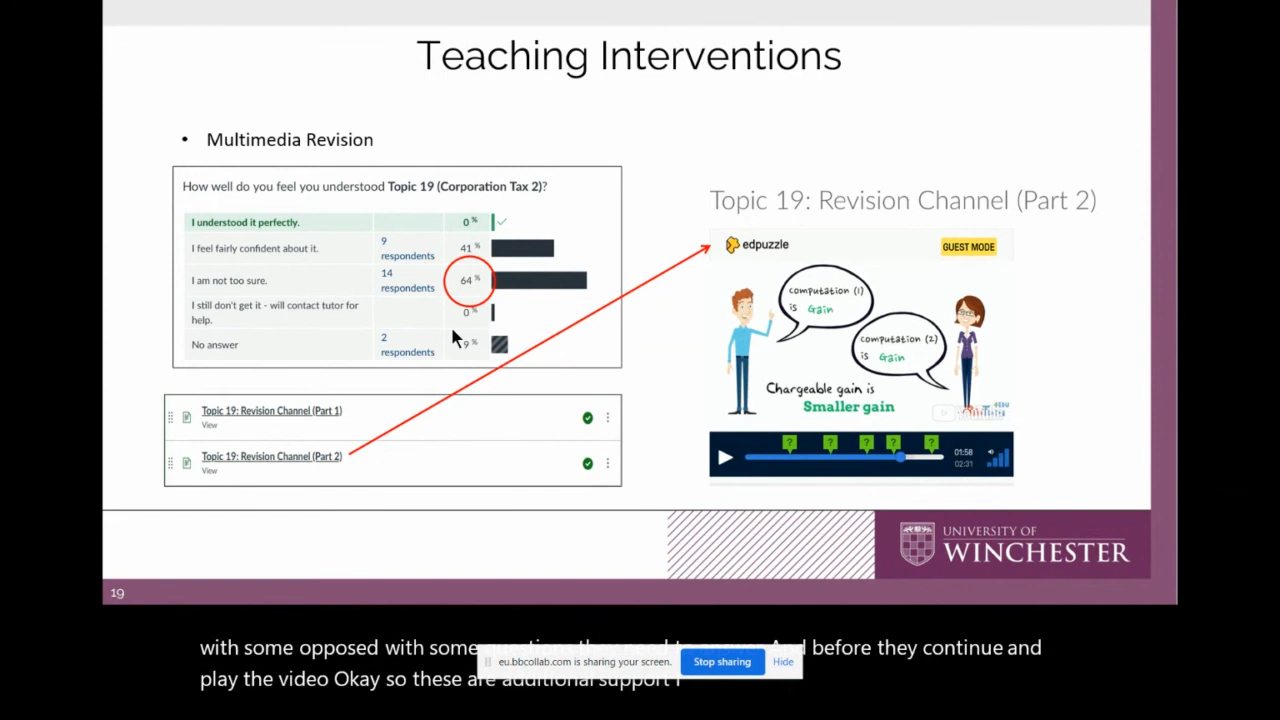 Teaching Interventions
• Multimedia Revision
How well do you feel you understood Topic 19 (Corporation Tax 2)?
I understood it perfectly. 0 %
I feel fairly confident about it. 9 respondents 41 %
I am not too sure. 14 respondents 64 %
I still don't get it - will contact tutor for
help. 0 %
No answer 2 respondents 9 %
Topic 19: Revision Channel (Part 1)
View
Topic 19: Revision Channel (Part 2)
View
Topic 19: Revision Channel (Part 2)
edpuzzle
GUEST MODE
computation (1)
is Gain
computation (2)
is Gain
Chargeable gain is
Smaller gain
? ? ? ? ?
01:58
02:31
UNIVERSITY OF
WINCHESTER
19
with some opposed with some questions they need to And before they continue and
eu.bbcollab.com is sharing your screen.
Stop sharing
Hide
play the video Okay so these are additional support